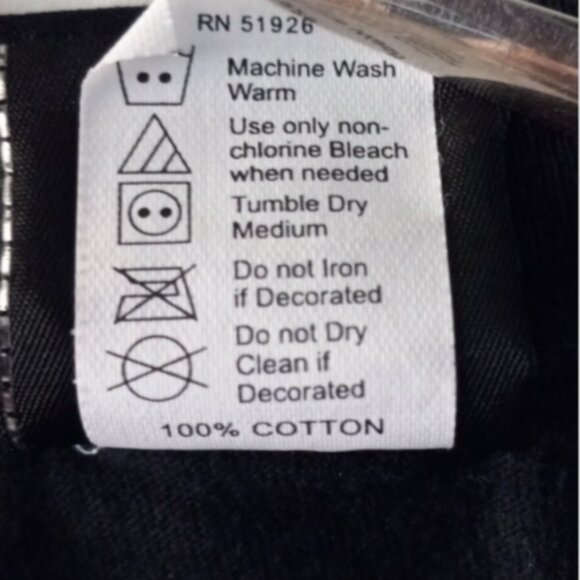 RN 51926
Machine Wash
Warm
Use only non-
chlorine Bleach
when needed
Tumble Dry
Medium
Do not Iron
if Decorated
Do not Dry
Clean if
Decorated
100% COTTON